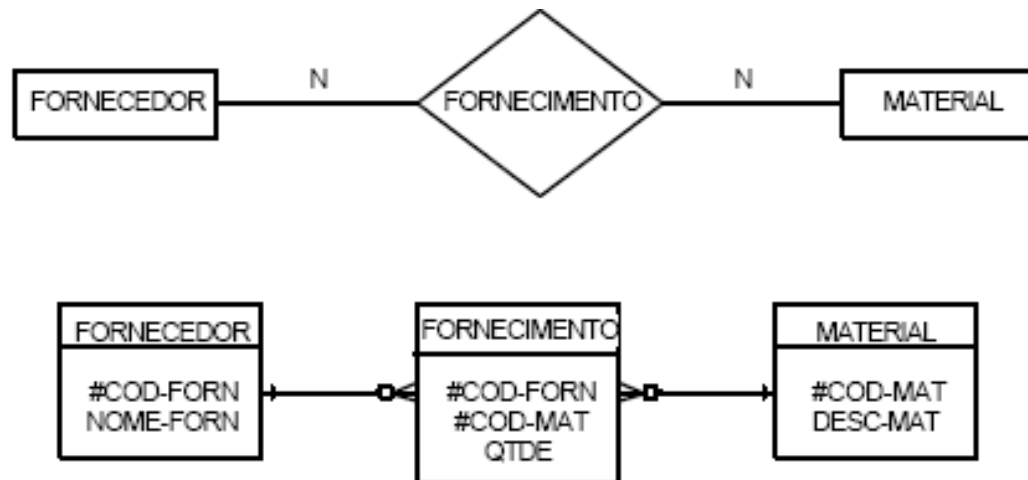 N
N
FORNECEDOR
FORNECIMENTO
MATERIAL
FORNECEDOR
#COD-FORN
NOME-FORN
FORNECIMENTO
#COD-FORN
#COD-MAT
QTDE
MATERIAL
#COD-MAT
DESC-MAT